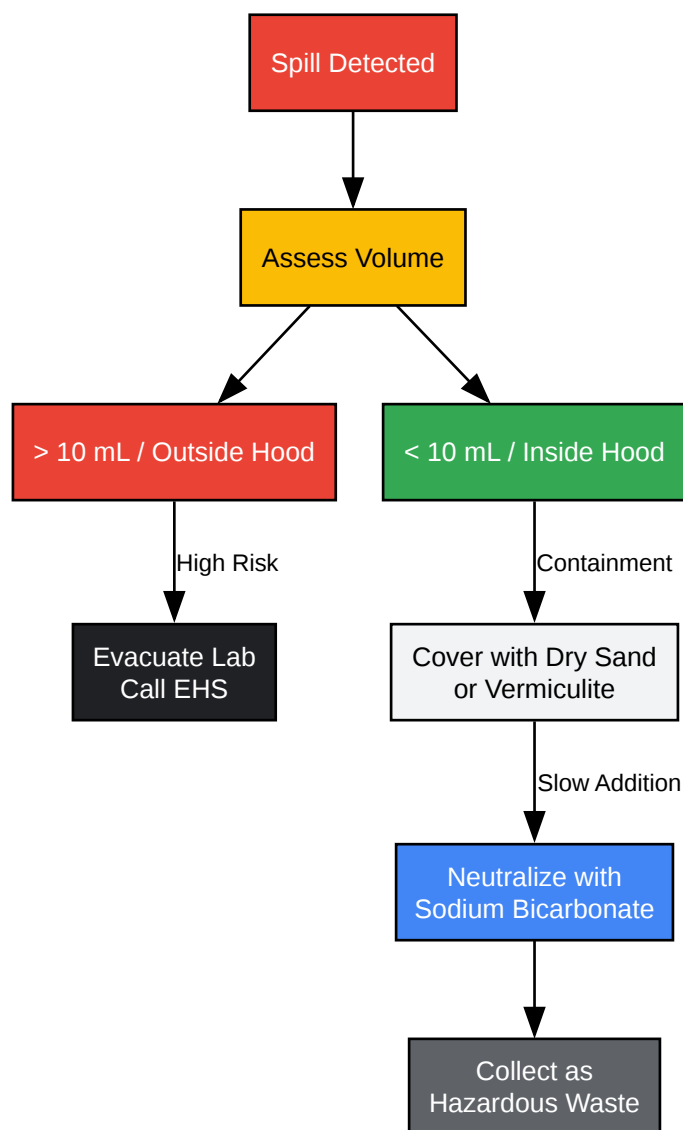 Spill Detected
Assess Volume
> 10 mL / Outside Hood
< 10 mL / Inside Hood
High Risk
Containment
Evacuate Lab
Call EHS
Cover with Dry Sand
or Vermiculite
Slow Addition
Neutralize with
Sodium Bicarbonate
Collect as
Hazardous Waste